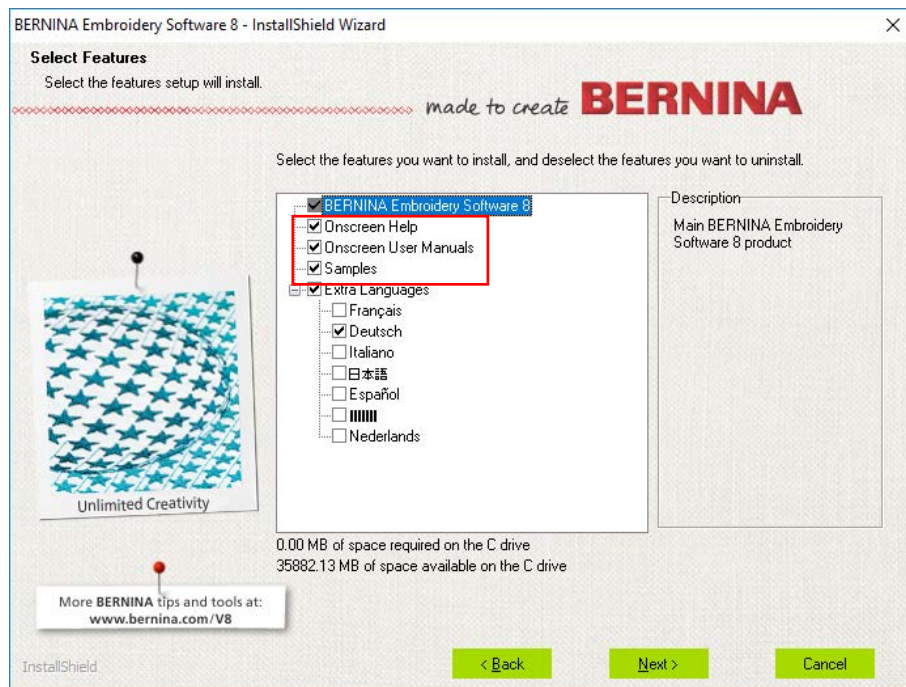 BERNINA Embroidery Software 8 - InstallShield Wizard
Select Features
Select the features setup will install.
made to create BERNINA
Select the features you want to install, and deselect the features you want to uninstall.
BERNINA Embroidery Software 8
Onscreen Help
Onscreen User Manuals
Samples
Extra Languages
Français
Deutsch
Italiano
日本語
Español
Nederlands
Description
Main BERNINA Embroidery
Software 8 product
Unlimited Creativity
0.00 MB of space required on the C drive
35882.13 MB of space available on the C drive
More BERNINA tips and tools at:
www.bernina.com/V8
InstallShield
< Back
Next >
Cancel